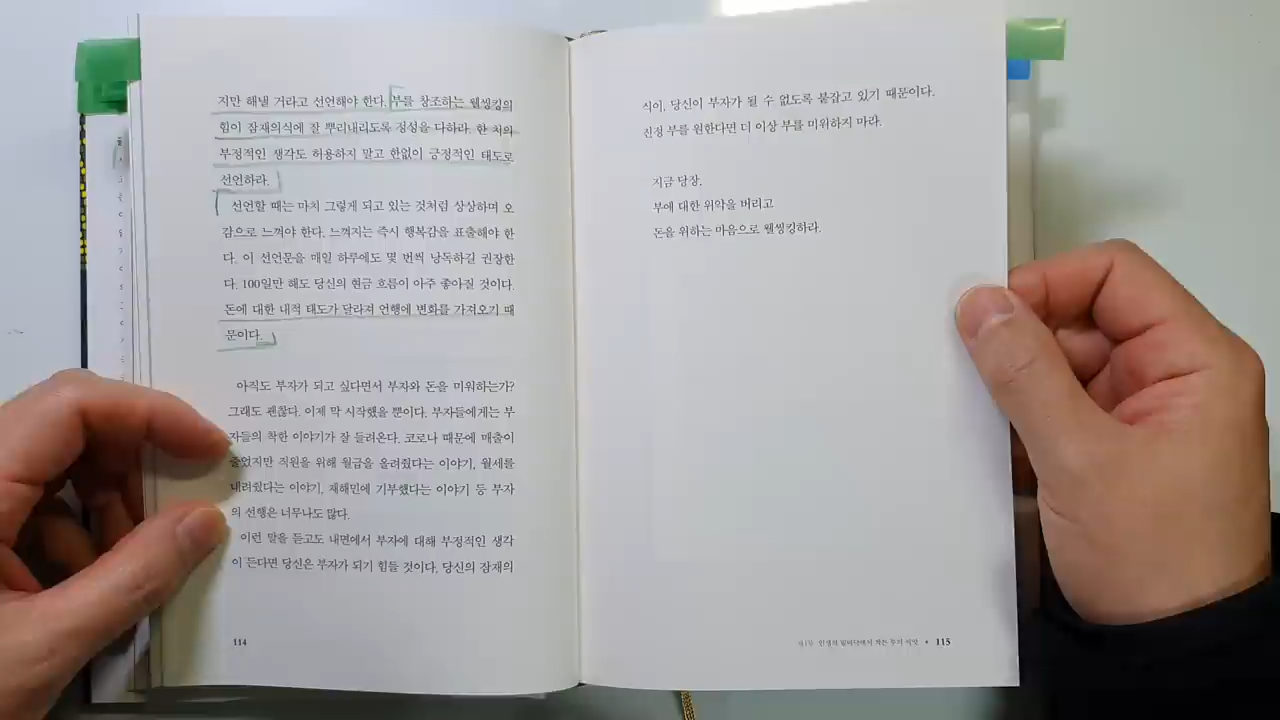 지만 해낼 거라고 선언해야 한다. 부를 창조하는 웰씽킹의
힘이 잠재의식에 잘 뿌리내리도록 정성을 다하라. 한 치의
부정적인 생각도 허용하지 말고 한없이 긍정적인 태도로
선언하라.
선언할 때는 마치 그렇게 되고 있는 것처럼 상상하며 오
감으로 느껴야 한다. 느껴지는 즉시 행복감을 표출해야 한
다. 이 선언문을 매일 하루에도 몇 번씩 낭독하길 권장한
다. 100일만 해도 당신의 현금 흐름이 아주 좋아질 것이다.
돈에 대한 내적 태도가 달라져 언행에 변화를 가져오기 때
문이다.
아직도 부자가 되고 싶다면서 부자와 돈을 미워하는가?
그래도 괜찮다. 이제 막 시작했을 뿐이다. 부자들에게는 부
자들의 착한 이야기가 잘 들려온다. 코로나 때문에 매출이
줄었지만 직원을 위해 월급을 올려줬다는 이야기, 월세를
내려줬다는 이야기, 재해민에 기부했다는 이야기 등 부자
의 선행은 너무나도 많다.
이런 말을 듣고도 내면에서 부자에 대해 부정적인 생각
이 든다면 당신은 부자가 되기 힘들 것이다. 당신의 잠재의
114
식이, 당신이 부자가 될 수 없도록 붙잡고 있기 때문이다.
진정 부를 원한다면 더 이상 부를 미워하지 마라.
지금 당장,
부에 대한 위악을 버리고
돈을 위하는 마음으로 웰씽킹하라.
제1부 인생의 밑바닥에서 찾은 부의 씨앗 • 115